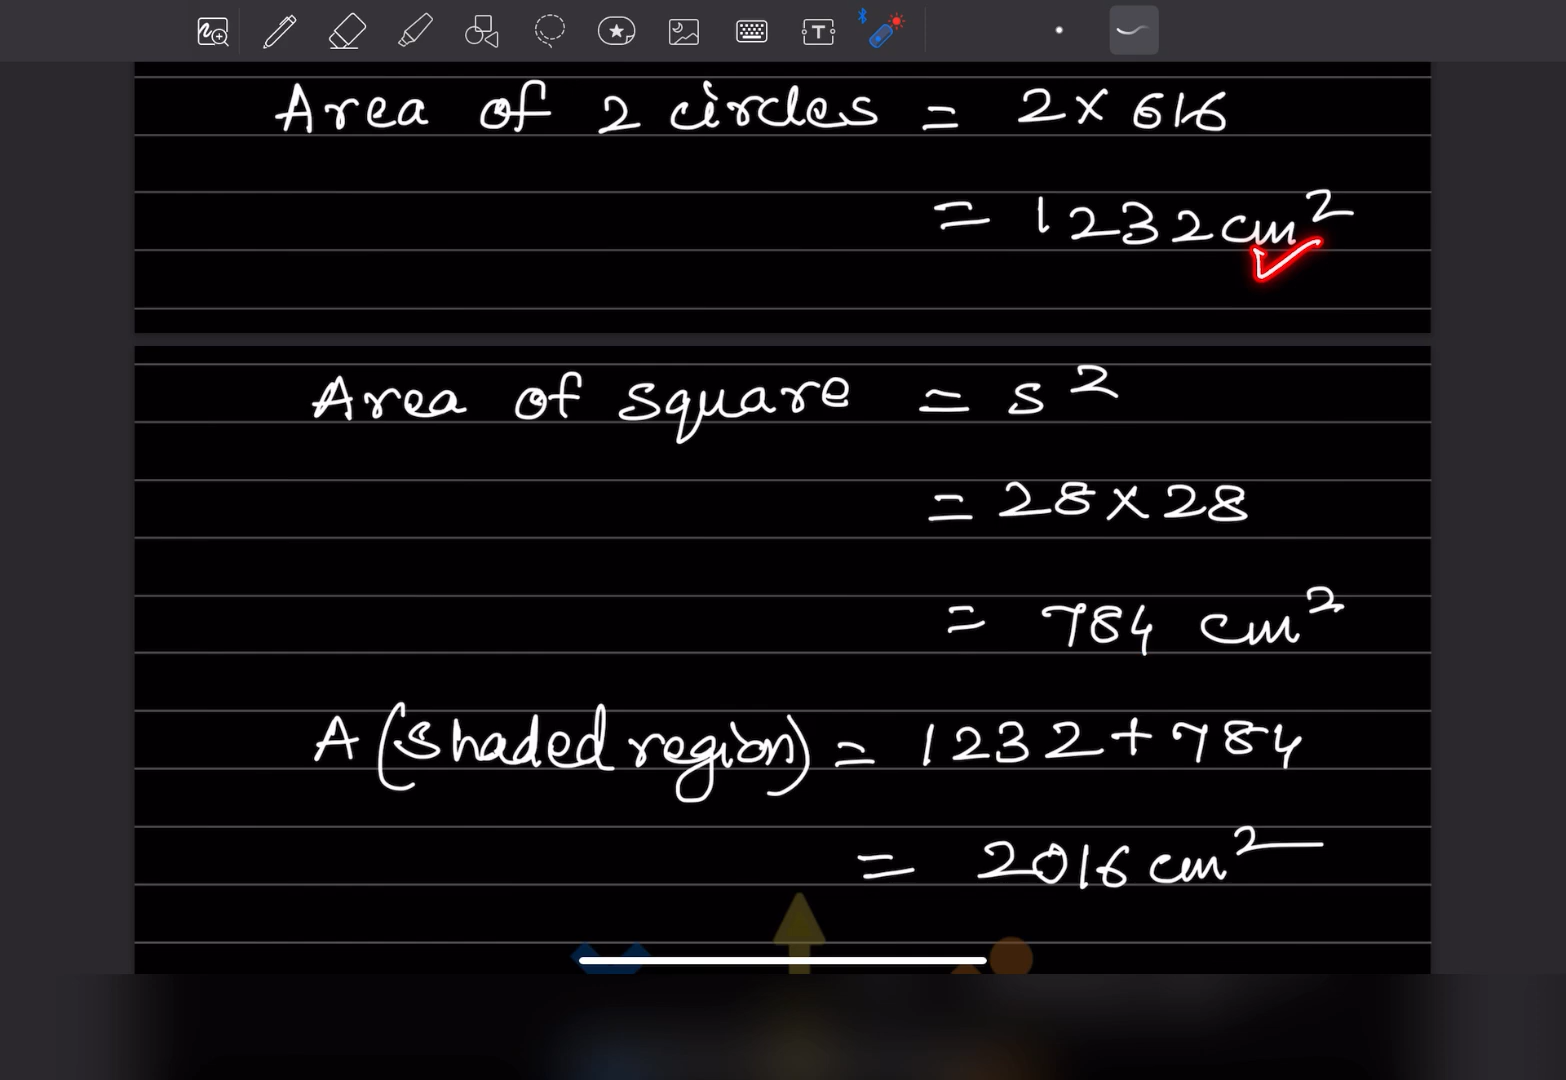 Area of 2 circles = 2 × 616
= 1232 cm²
Area of square = s²
= 28 × 28
= 784 cm²
A (shaded region) = 1232 + 784
= 2016 cm²